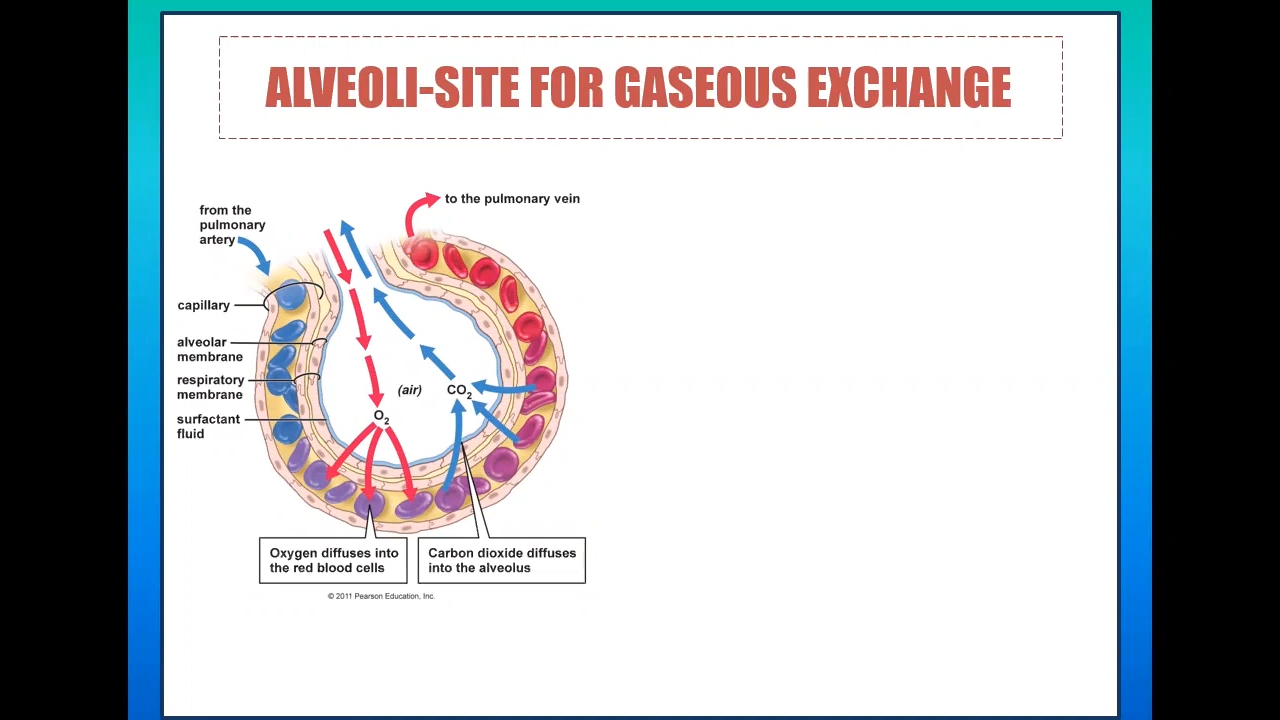 ALVEOLI-SITE FOR GASEOUS EXCHANGE
to the pulmonary vein
from the
pulmonary
artery
capillary
alveolar
membrane
respiratory
membrane
surfactant
fluid
(air)
CO₂
O₂
Oxygen diffuses into
the red blood cells
Carbon dioxide diffuses
into the alveolus
© 2011 Pearson Education, Inc.